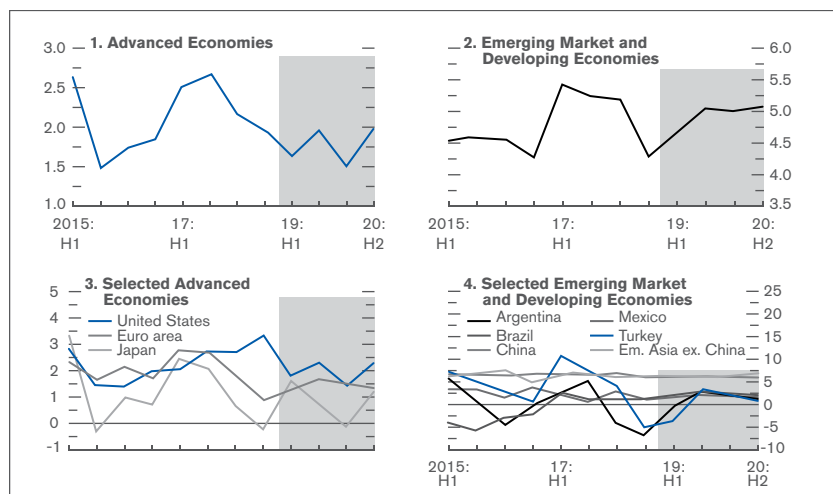 1. Advanced Economies
3.0
2.5
2.0
1.5
1.0
2015:
H1
17:
H1
19:
H1
20:
H2
2. Emerging Market and
Developing Economies
6.0
5.5
5.0
4.5
4.0
3.5
2015:
H1
17:
H1
19:
H1
20:
H2
3. Selected Advanced
Economies
United States
Euro area
Japan
5
4
3
2
1
0
-1
4. Selected Emerging Market
and Developing Economies
Argentina
Brazil
China
Mexico
Turkey
Em. Asia ex. China
25
20
15
10
5
0
-5
-10
2015:
H1
17:
H1
19:
H1
20:
H2